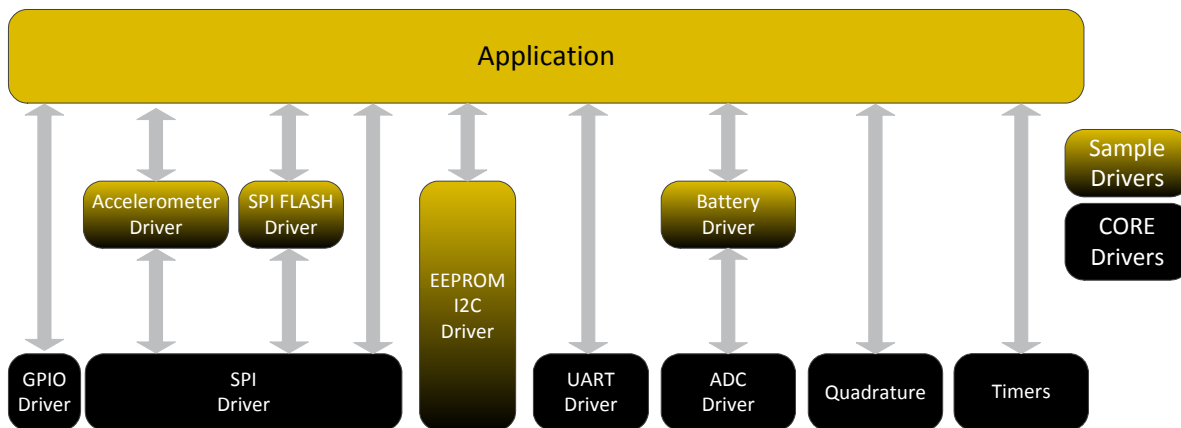 Application
Accelerometer
Driver
SPI FLASH
Driver
Battery
Driver
Sample
Drivers
CORE
Drivers
EEPROM
I2C
Driver
GPIO
Driver
SPI
Driver
UART
Driver
ADC
Driver
Quadrature
Timers